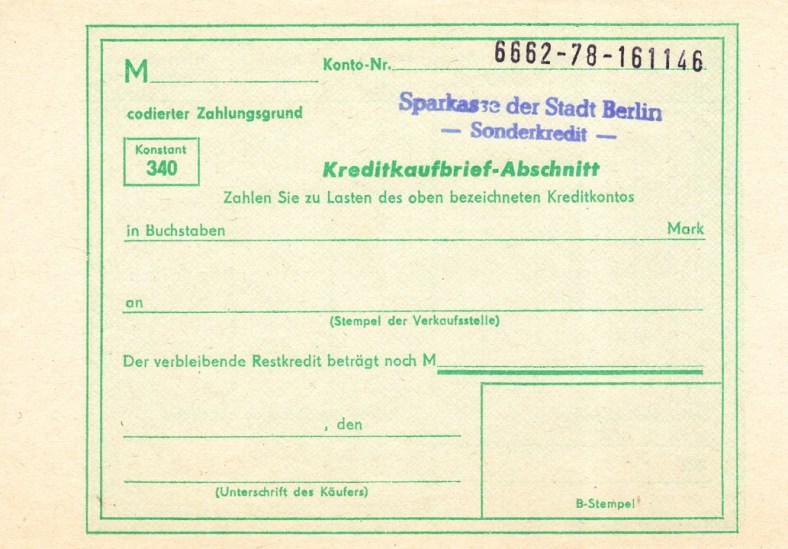 M
Konto-Nr. 6662-78-161146
codierter Zahlungsgrund
Sparkasse der Stadt Berlin
— Sonderkredit —
Konstant
340
Kreditkaufbrief-Abschnitt
Zahlen Sie zu Lasten des oben bezeichneten Kreditkontos
in Buchstaben Mark
an
(Stempel der Verkaufsstelle)
Der verbleibende Restkredit beträgt noch M
, den
(Unterschrift des Käufers)
B-Stempel